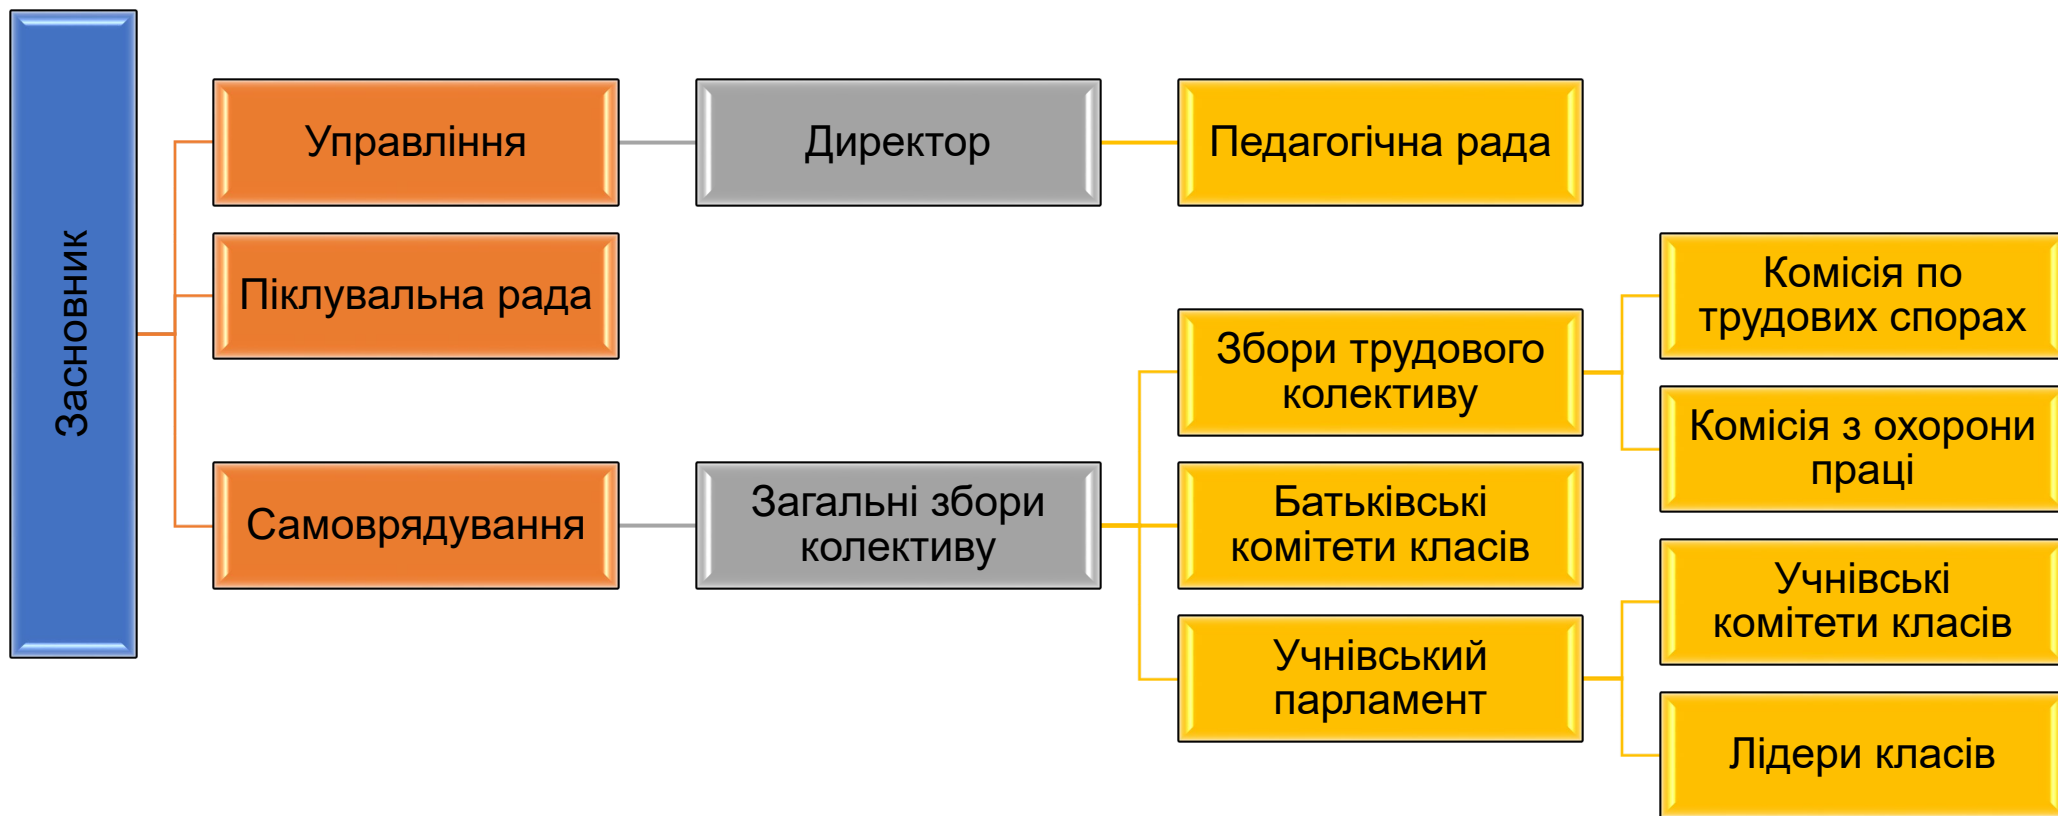 Засновник
Управління
Директор
Педагогічна рада
Піклувальна рада
Самоврядування
Загальні збори
колективу
Збори трудового
колективу
Комісія по
трудових спорах
Комісія з охорони
праці
Батьківські
комітети класів
Учнівський
парламент
Учнівські
комітети класів
Лідери класів